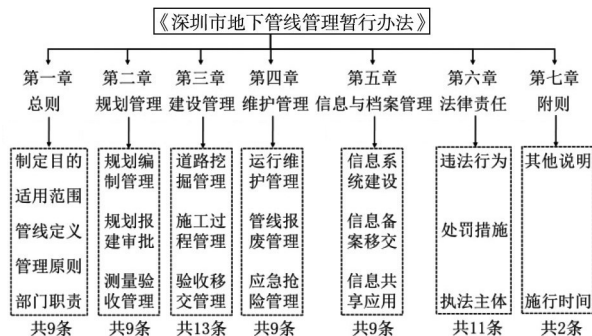 《深圳市地下管线管理暂行办法》
第一章 第二章 第三章 第四章 第五章 第六章 第七章
总则 规划管理 建设管理 维护管理 信息与档案管理 法律责任 附则
制定目的
适用范围
管线定义
管理原则
部门职责
共9条
规划编
制管理
规划报
建审批
测量验
收管理
共9条
道路挖
掘管理
施工过
程管理
验收移
交管理
共13条
运行维
护管理
管线报
废管理
应急抢
险管理
共9条
信息系
统建设
信息备
案移交
信息共
享应用
共9条
违法行为
处罚措施
执法主体
共11条
其他说明
施行时间
共2条